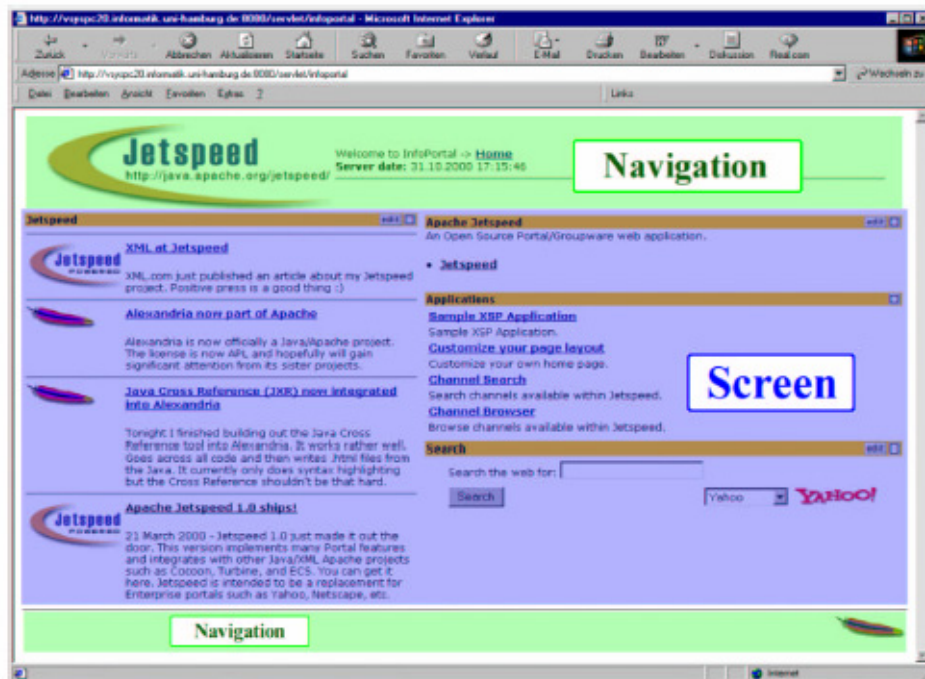 http://vsyspc20.informatik.uni-hamburg.de:8080/servlet/infoportal - Microsoft Internet Explorer
Zurück Vorwärts Abbrechen Aktualisieren Startseite Suchen Favoriten Verlauf E-Mail Drucken Bearbeiten Diskussion Real.com
Adresse http://vsyspc20.informatik.uni-hamburg.de:8080/servlet/infoportal Wechseln zu
Datei Bearbeiten Ansicht Favoriten Extras ? Links
Jetspeed
http://java.apache.org/jetspeed/
Welcome to InfoPortal -> Home
Server date: 31.10.2000 17:15:46
Navigation
Jetspeed edit
Jetspeed
POWERED
XML at Jetspeed
XML.com just published an article about my Jetspeed
project. Positive press is a good thing :)
Alexandria now part of Apache
Alexandria is now officially a Java/Apache project.
The license is now APL, and hopefully will gain
significant attention from its sister projects.
Java Cross Reference (JXR) now integrated
into Alexandria
Tonight I finished building out the Java Cross
Reference tool into Alexandria. It works rather well.
Goes across all code and then writes .html files from
the Java. It currently only does syntax highlighting
but the Cross Reference shouldn't be that hard.
Jetspeed
POWERED
Apache Jetspeed 1.0 ships!
21 March 2000 - Jetspeed 1.0 just made it out the
door. This version implements many Portal features
and integrates with other Java/XML Apache projects
such as Cocoon, Turbine, and ECS. You can get it
here. Jetspeed is intended to be a replacement for
Enterprise portals such as Yahoo, Netscape, etc.
Apache Jetspeed edit
An Open Source Portal/Groupware web application.
• Jetspeed
Applications
Sample XSP Application
Sample XSP Application.
Customize your page layout
Customize your own home page.
Channel Search
Search channels available within Jetspeed.
Channel Browser
Browse channels available within Jetspeed.
Screen
Search edit
Search the web for:
Search Yahoo YAHOO!
Navigation
Internet